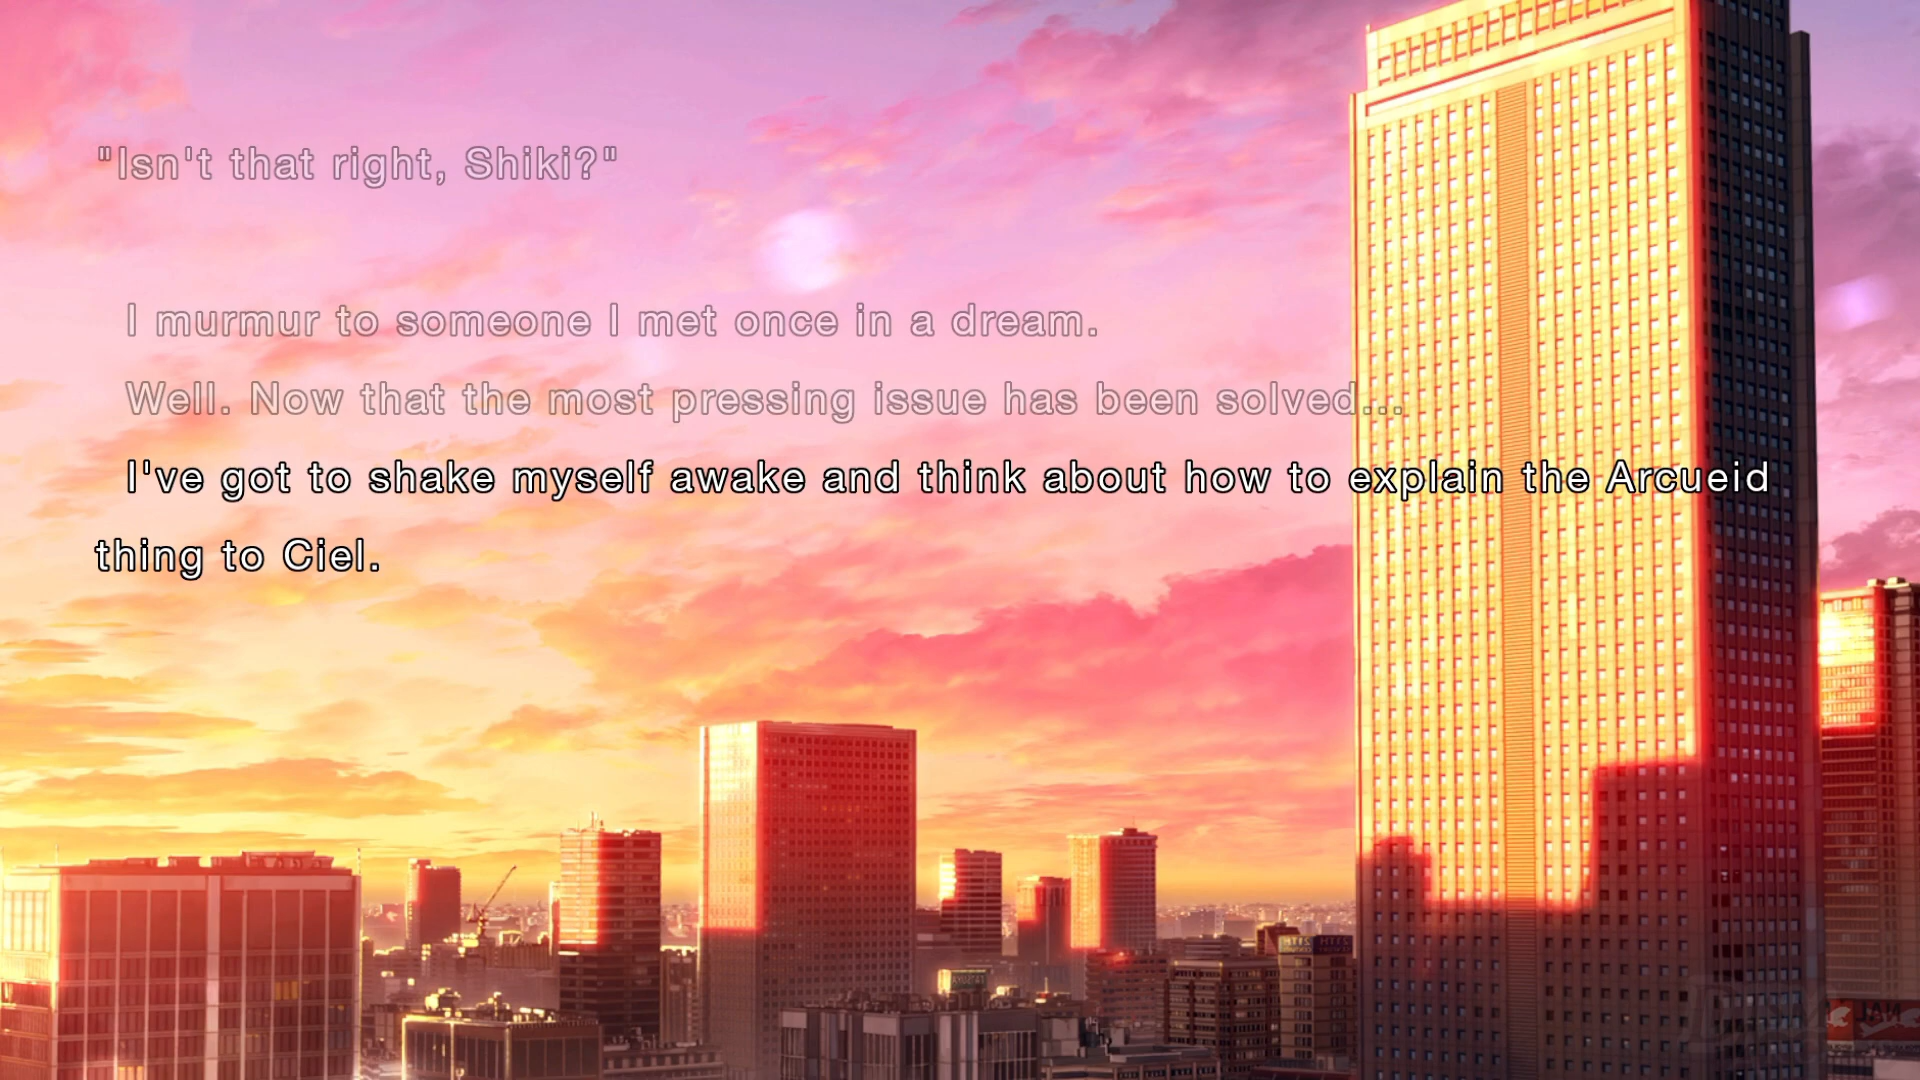 "Isn't that right, Shiki?"
I murmur to someone I met once in a dream.
Well. Now that the most pressing issue has been solved...
I've got to shake myself awake and think about how to explain the Arcueid
thing to Ciel.